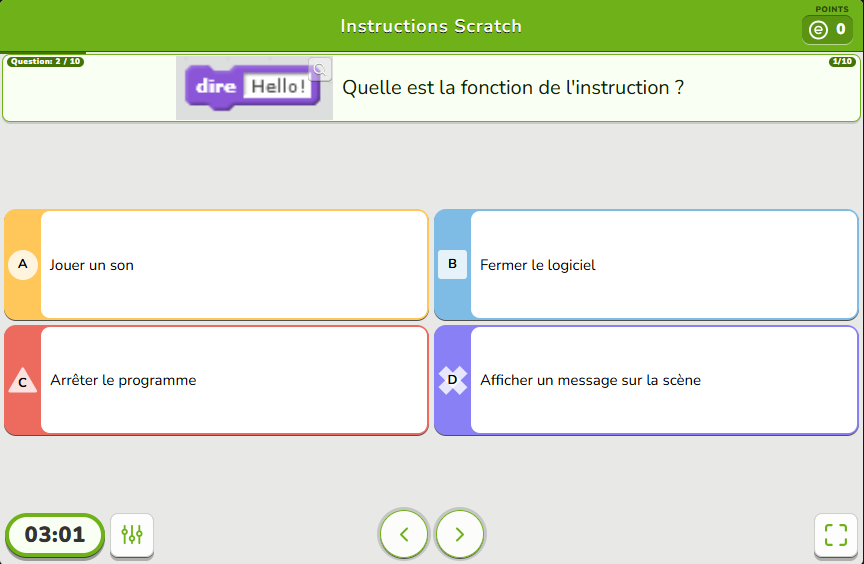 Instructions Scratch
POINTS
e 0
Question: 2 / 10
1/10
dire Hello!
Quelle est la fonction de l'instruction ?
A
Jouer un son
B
Fermer le logiciel
C
Arrêter le programme
D
Afficher un message sur la scène
03:01